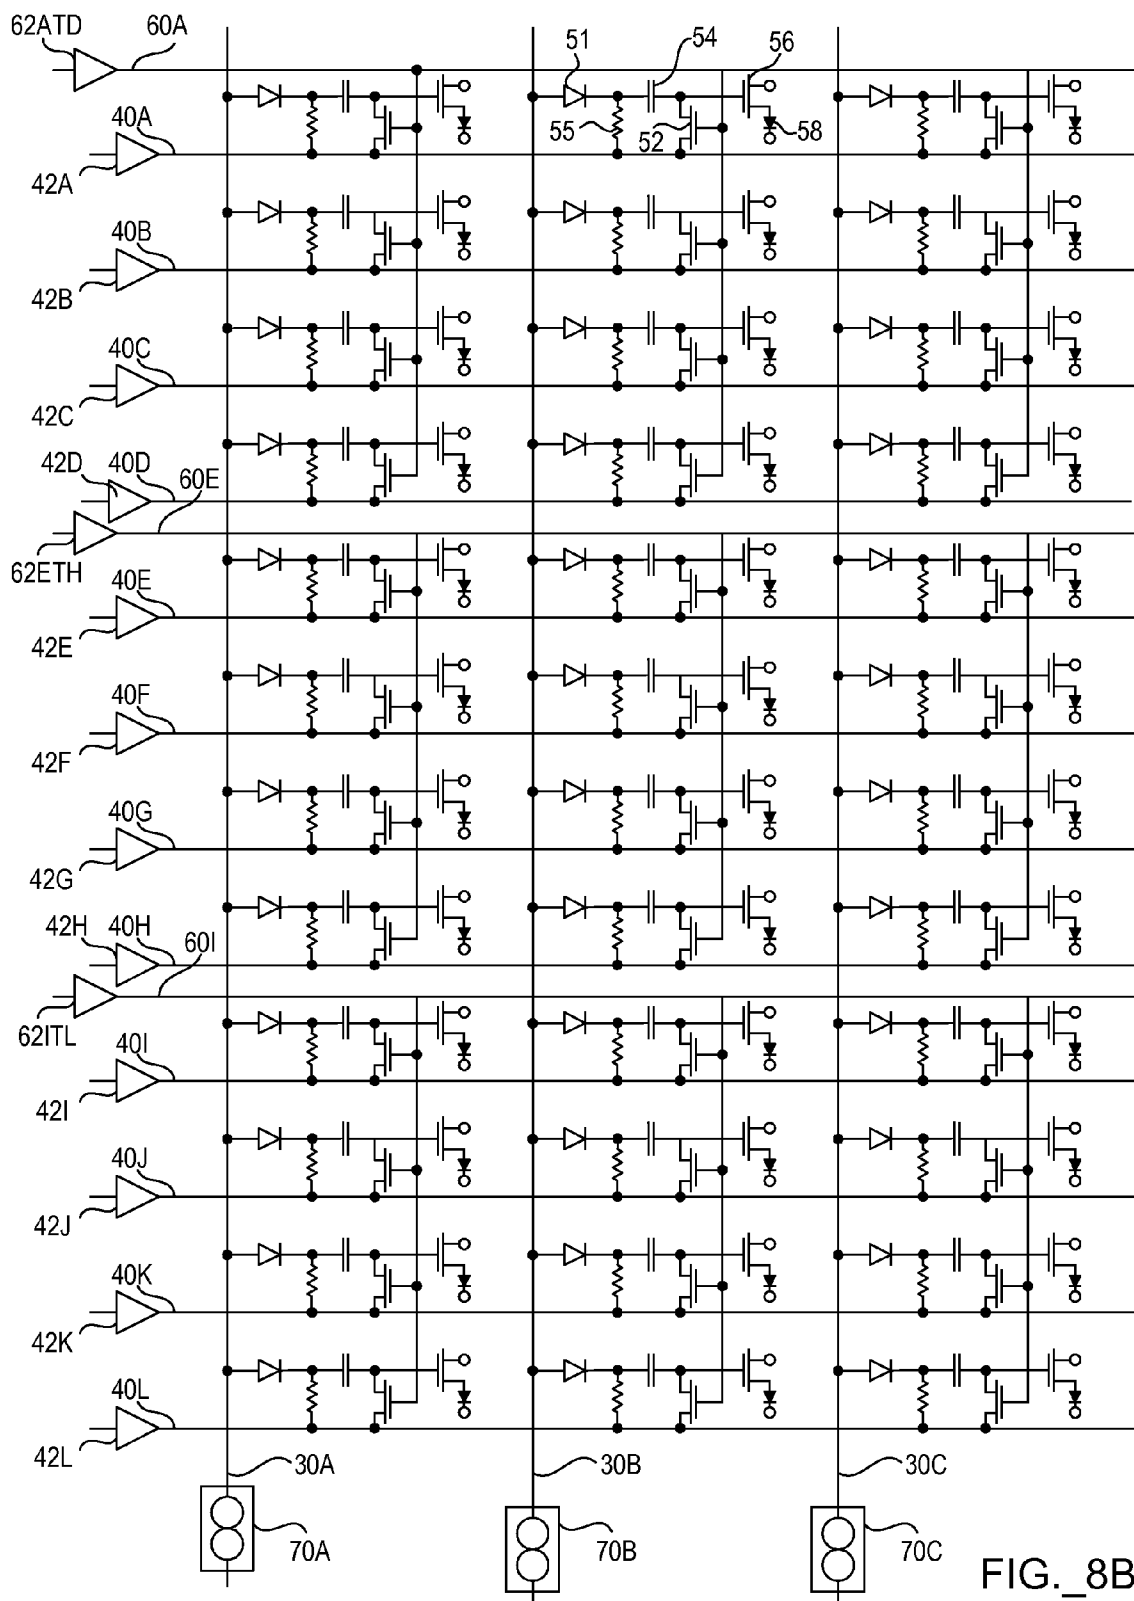 62ATD 60A 51 54 56
40A 55 52 58
42A
40B
42B
40C
42C
42D 40D 60E
62ETH 40E
42E
40F
42F
40G
42G
42H 40H 60I
62ITL 40I
42I
40J
42J
40K
42K
40L
42L
30A 30B 30C
70A 70B 70C
FIG._8B